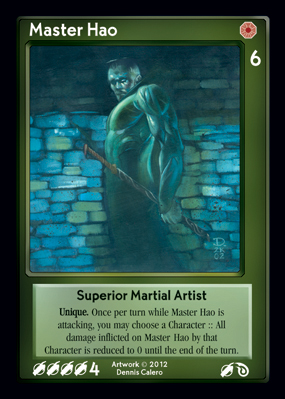 Master Hao
6
Superior Martial Artist
Unique. Once per turn while Master Hao is
attacking, you may choose a Character :: All
damage inflicted on Master Hao by that
Character is reduced to 0 until the end of the turn.
4
Artwork © 2012
Dennis Calero